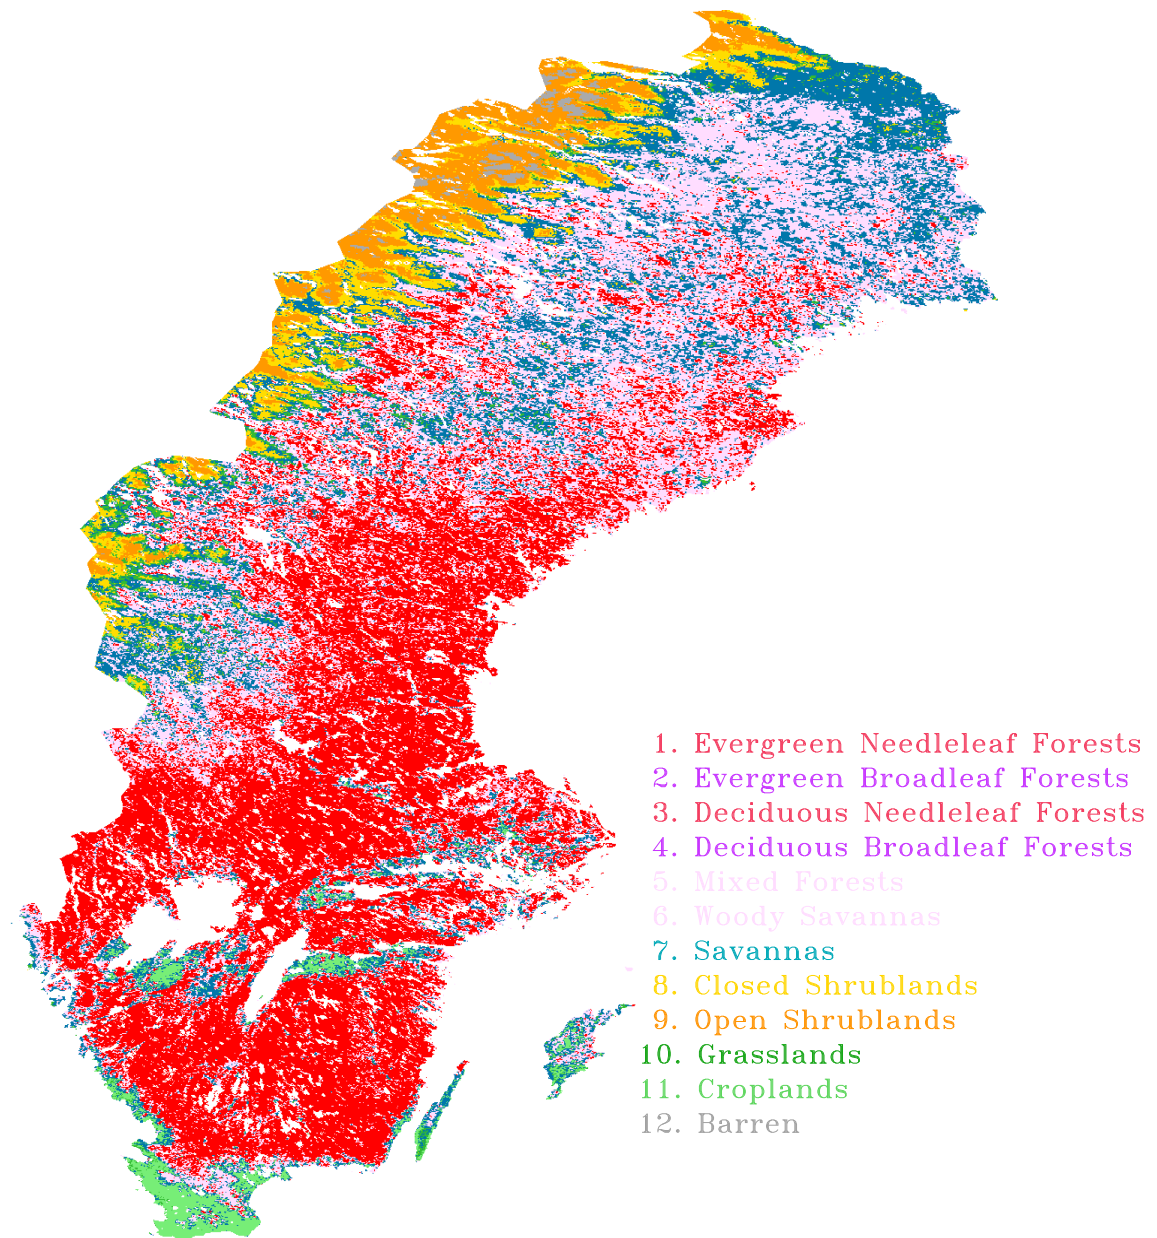 1. Evergreen Needleleaf Forests
2. Evergreen Broadleaf Forests
3. Deciduous Needleleaf Forests
4. Deciduous Broadleaf Forests
5. Mixed Forests
6. Woody Savannas
7. Savannas
8. Closed Shrublands
9. Open Shrublands
10. Grasslands
11. Croplands
12. Barren